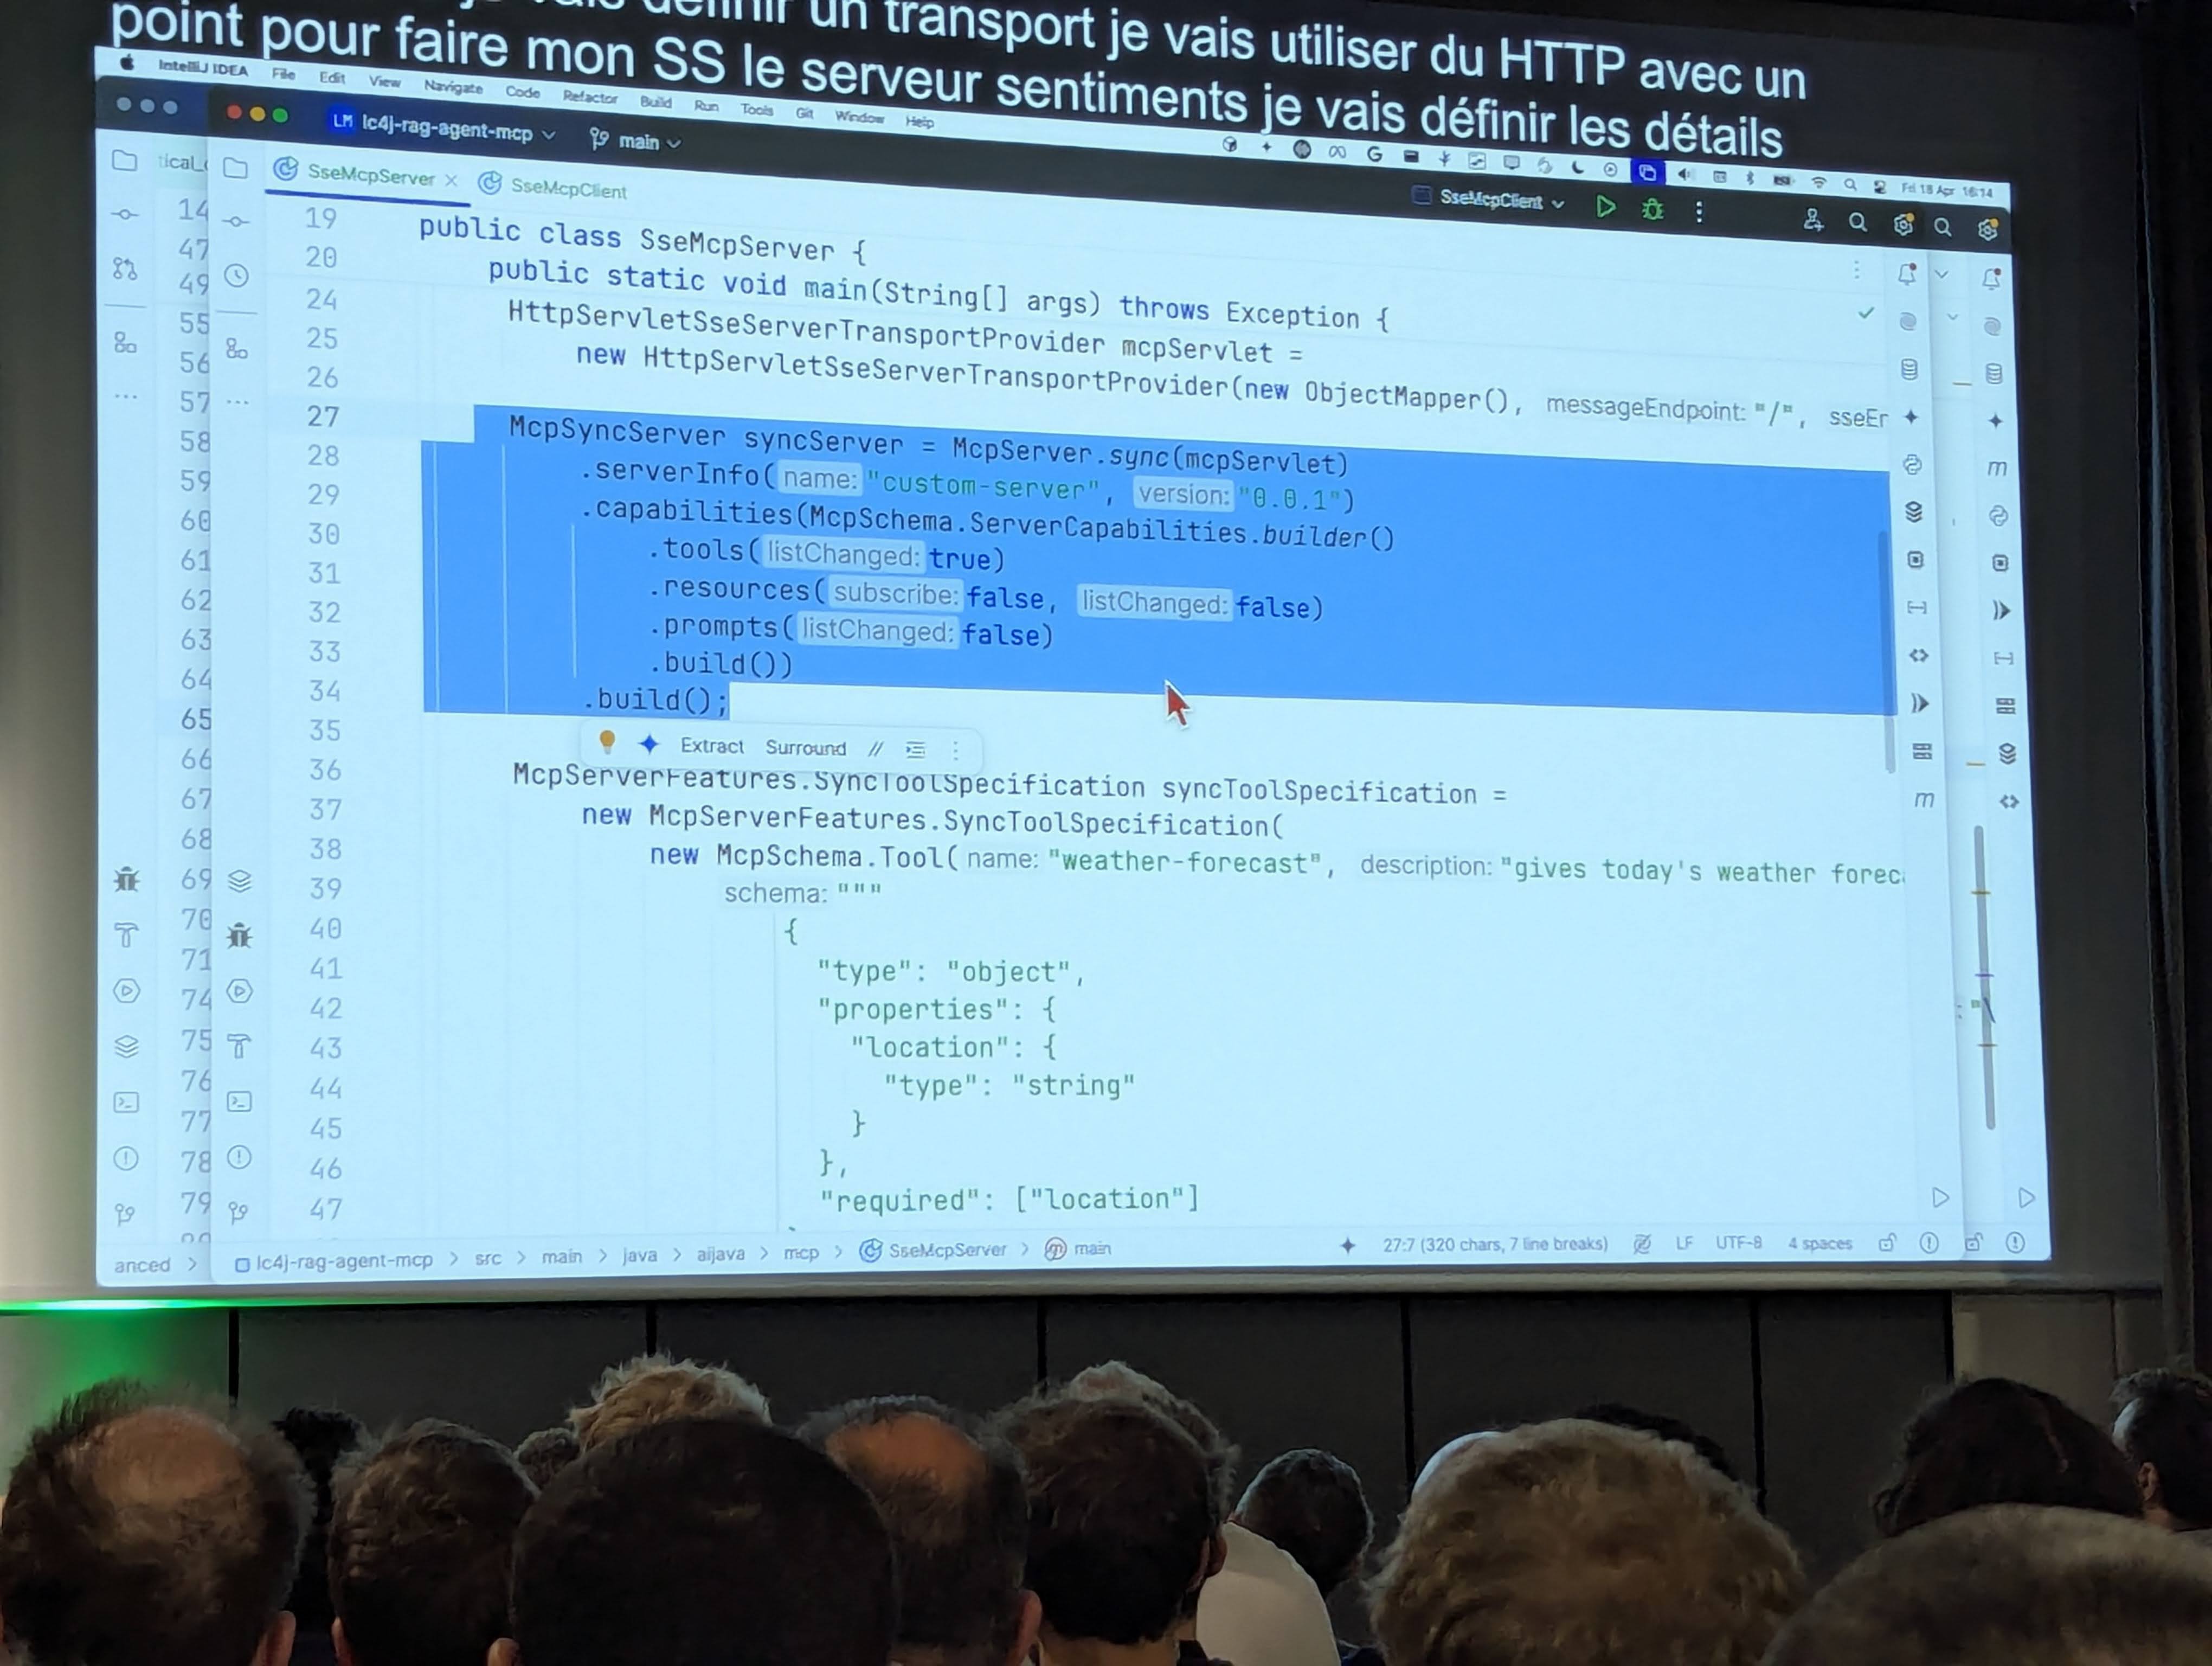 définir un transport je vais utiliser du HTTP avec un
point pour faire mon SS le serveur sentiments je vais définir les détails
IntelliJ IDEA File Edit View Navigate Code Refactor Build Run Tools Git Window Help
Fri 18 Apr 16:14
LM lc4j-rag-agent-mcp main
SseMcpClient
SseMcpServer SseMcpClient
19 public class SseMcpServer {
20 public static void main(String[] args) throws Exception {
24 HttpServletSseServerTransportProvider mcpServlet =
25 new HttpServletSseServerTransportProvider(new ObjectMapper(), messageEndpoint: "/", sseEr
26
27 McpSyncServer syncServer = McpServer.sync(mcpServlet)
28 .serverInfo( name: "custom-server", version: "0.0.1")
29 .capabilities(McpSchema.ServerCapabilities.builder()
30 .tools( listChanged: true)
31 .resources( subscribe: false, listChanged: false)
32 .prompts( listChanged: false)
33 .build())
34 .build();
35
Extract Surround //
36 McpServerFeatures.SyncToolSpecification syncToolSpecification =
37 new McpServerFeatures.SyncToolSpecification(
38 new McpSchema.Tool( name: "weather-forecast", description: "gives today's weather foreca
39 schema: """
40 {
41 "type": "object",
42 "properties": {
43 "location": {
44 "type": "string"
45 }
46 },
47 "required": ["location"]
14
47
49
55
56
57
58
59
60
61
62
63
64
65
66
67
68
69
70
71
74
75
76
77
78
79
anced >
lc4j-rag-agent-mcp > src > main > java > aijava > mcp > SseMcpServer > main
27:7 (320 chars, 7 line breaks) LF UTF-8 4 spaces